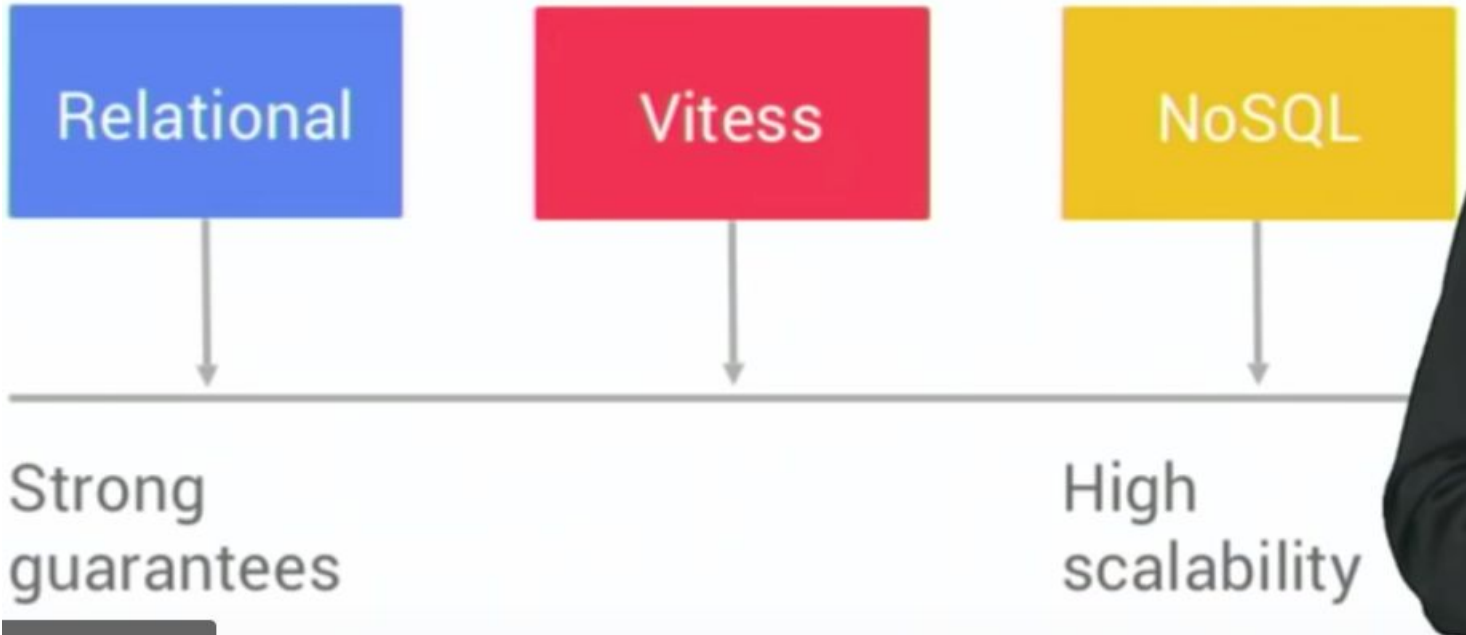 Relational
Vitess
NoSQL
Strong
guarantees
High
scalability